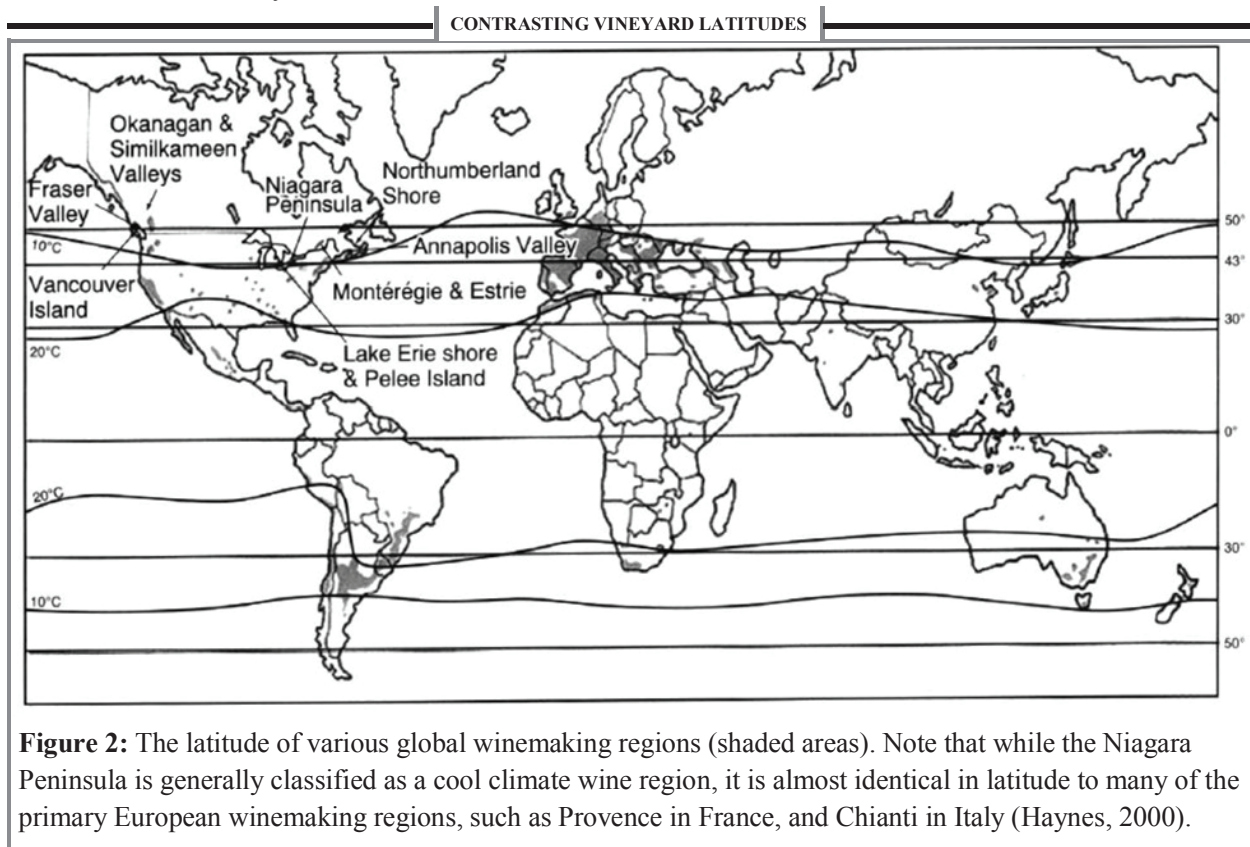 CONTRASTING VINEYARD LATITUDES
Okanagan &
Similkameen
Valleys
Fraser
Valley
Niagara
Peninsula
Northumberland
Shore
10°C
Annapolis Valley
Vancouver
Island
Montérégie & Estrie
20°C
Lake Erie shore
& Pelee Island
50°
43°
30°
0°
20°C
30°
10°C
50°
Figure 2: The latitude of various global winemaking regions (shaded areas). Note that while the Niagara
Peninsula is generally classified as a cool climate wine region, it is almost identical in latitude to many of the
primary European winemaking regions, such as Provence in France, and Chianti in Italy (Haynes, 2000).